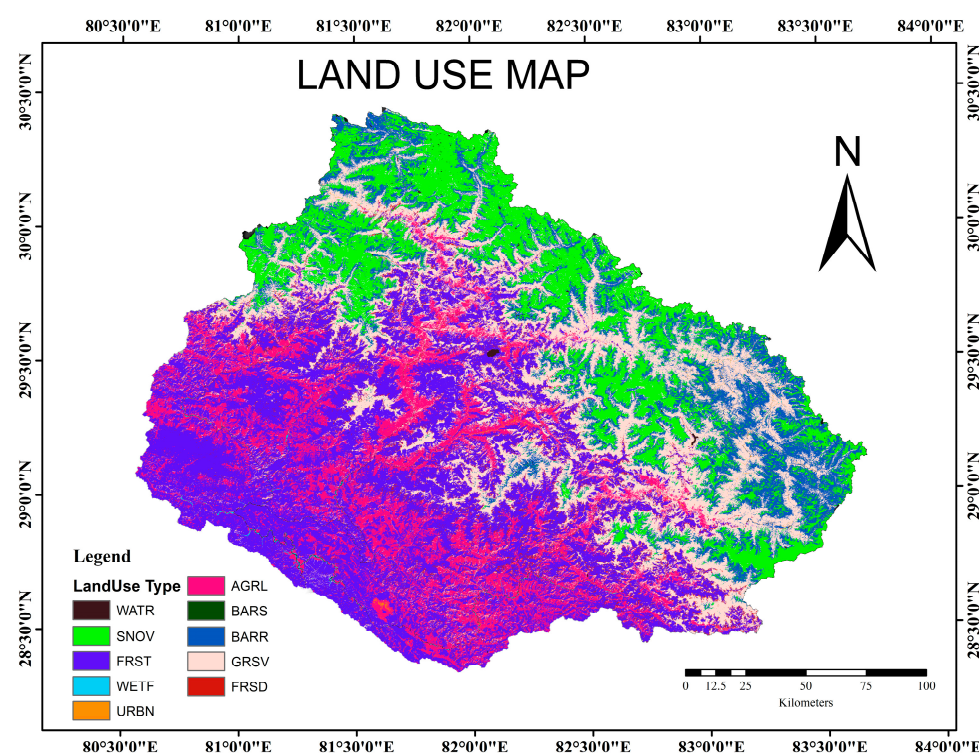 80°30'0"E 81°0'0"E 81°30'0"E 82°0'0"E 82°30'0"E 83°0'0"E 83°30'0"E 84°0'0"E
LAND USE MAP
N
30°30'0"N 30°0'0"N 29°30'0"N 29°0'0"N 28°30'0"N
30°30'0"N 30°0'0"N 29°30'0"N 29°0'0"N 28°30'0"N
Legend
LandUse Type
WATR
SNOV
FRST
WETF
URBN
AGRL
BARS
BARR
GRSV
FRSD
0 12.5 25 50 75 100
Kilometers
80°30'0"E 81°0'0"E 81°30'0"E 82°0'0"E 82°30'0"E 83°0'0"E 83°30'0"E 84°0'0"E